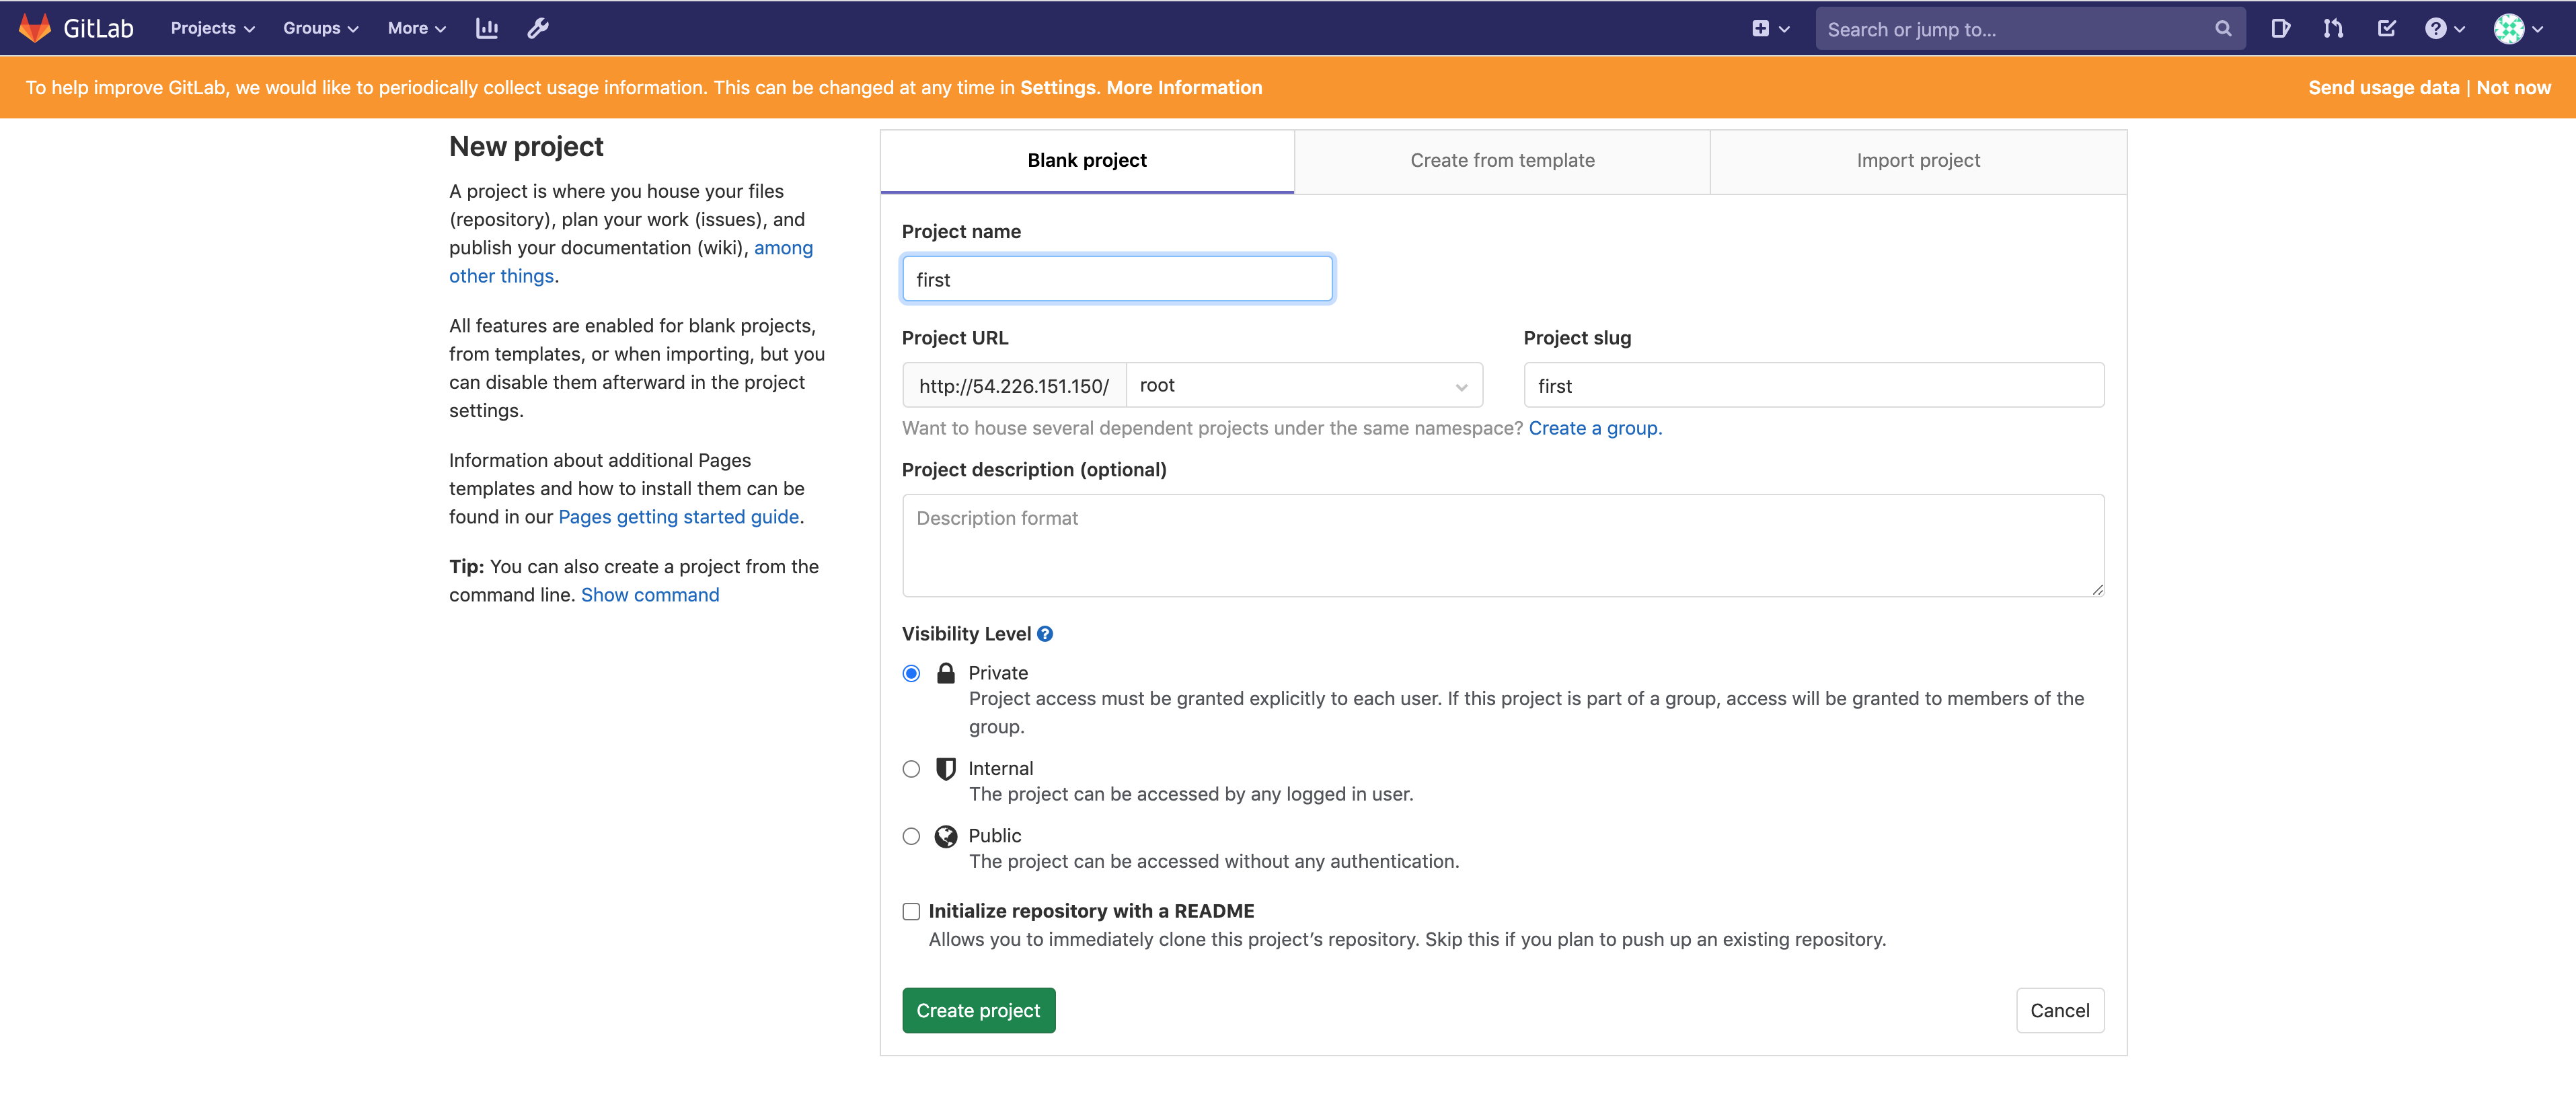 GitLab Projects Groups More Search or jump to...
To help improve GitLab, we would like to periodically collect usage information. This can be changed at any time in Settings. More Information Send usage data | Not now
New project
A project is where you house your files
(repository), plan your work (issues), and
publish your documentation (wiki), among
other things.
All features are enabled for blank projects,
from templates, or when importing, but you
can disable them afterward in the project
settings.
Information about additional Pages
templates and how to install them can be
found in our Pages getting started guide.
Tip: You can also create a project from the
command line. Show command
Blank project Create from template Import project
Project name
first
Project URL Project slug
http://54.226.151.150/ root first
Want to house several dependent projects under the same namespace? Create a group.
Project description (optional)
Description format
Visibility Level ?
Private
Project access must be granted explicitly to each user. If this project is part of a group, access will be granted to members of the
group.
Internal
The project can be accessed by any logged in user.
Public
The project can be accessed without any authentication.
Initialize repository with a README
Allows you to immediately clone this project’s repository. Skip this if you plan to push up an existing repository.
Create project Cancel